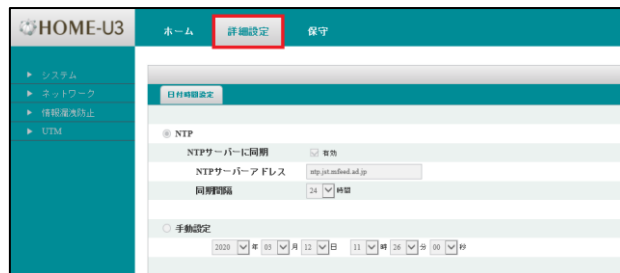 HOME-U3
ホーム 詳細設定 保守
▶ システム
▶ ネットワーク
▶ 情報漏洩防止
▶ UTM
日付時間設定
NTP
NTPサーバーに同期 有効
NTPサーバーアドレス ntp.jst.mfeed.ad.jp
同期間隔 24 時間
手動設定
2020 年 03 月 12 日 11 時 26 分 00 秒